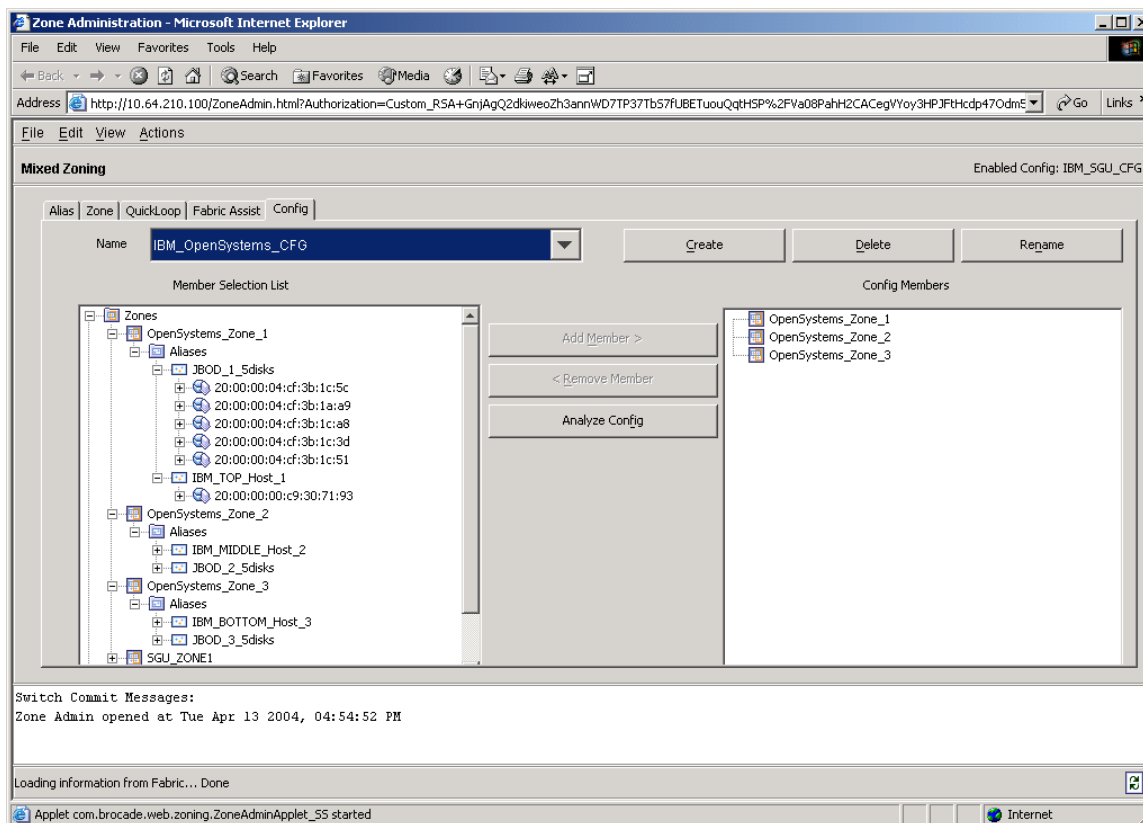 Zone Administration - Microsoft Internet Explorer
File Edit View Favorites Tools Help
Back Search Favorites Media
Address http://10.64.210.100/ZoneAdmin.html?Authorization=Custom_RSA+ Go Links
File Edit View Actions
Mixed Zoning Enabled Config: IBM_SGU_CFG
Alias Zone QuickLoop Fabric Assist Config
Name IBM_OpenSystems_CFG Create Delete Rename
Member Selection List Config Members
Zones
OpenSystems_Zone_1
Aliases
JBOD_1_5disks
20:00:00:04:cf:3b:1c:5c
20:00:00:04:cf:3b:1a:a9
20:00:00:04:cf:3b:1c:a8
20:00:00:04:cf:3b:1c:3d
20:00:00:04:cf:3b:1c:51
IBM_TOP_Host_1
20:00:00:00:c9:30:71:93
OpenSystems_Zone_2
Aliases
IBM_MIDDLE_Host_2
JBOD_2_5disks
OpenSystems_Zone_3
Aliases
IBM_BOTTOM_Host_3
JBOD_3_5disks
SGU_ZONE1
Add Member >
< Remove Member
Analyze Config
OpenSystems_Zone_1
OpenSystems_Zone_2
OpenSystems_Zone_3
Switch Commit Messages:
Zone Admin opened at Tue Apr 13 2004, 04:54:52 PM
Loading information from Fabric... Done
Applet com.brocade.web.zoning.ZoneAdminApplet_SS started Internet